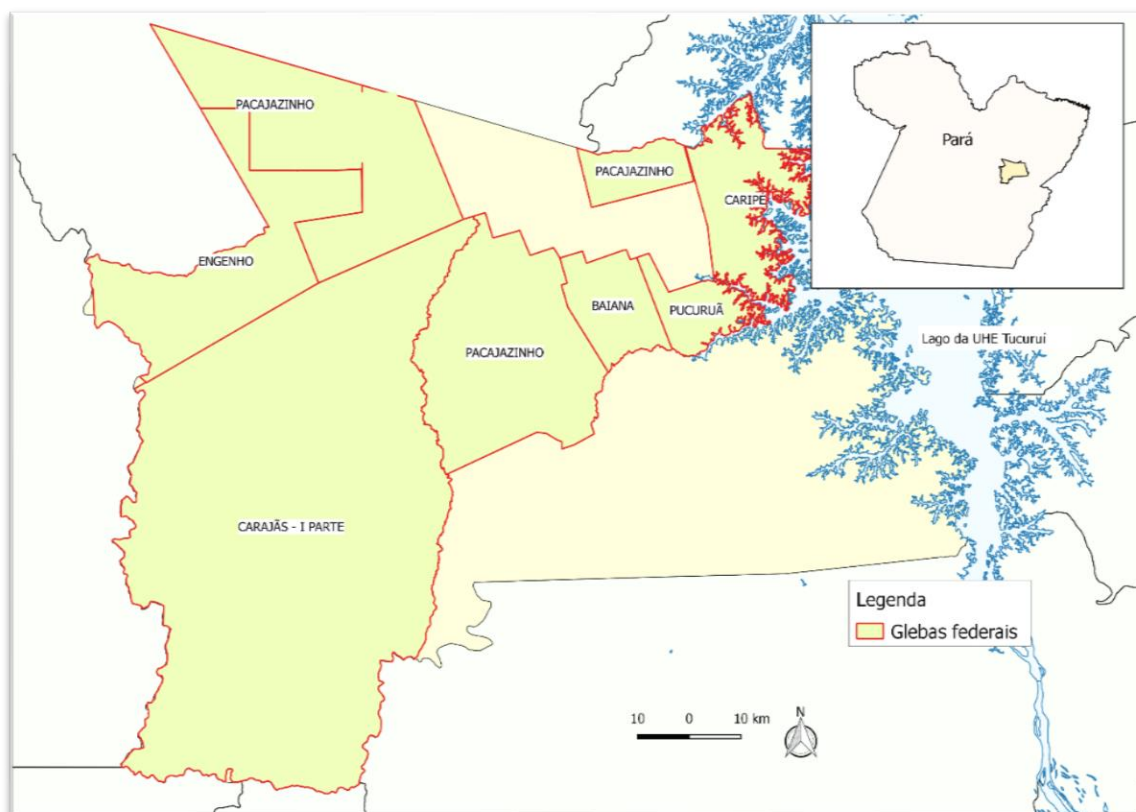 PACAJAZINHO
Pará
PACAJAZINHO
CARIPE
ENGENHO
BAIANA
PUCURUÃ
Lago da UHE Tucuruí
PACAJAZINHO
CARAJÃS - I PARTE
Legenda
Glebas federais
N
10 0 10 km